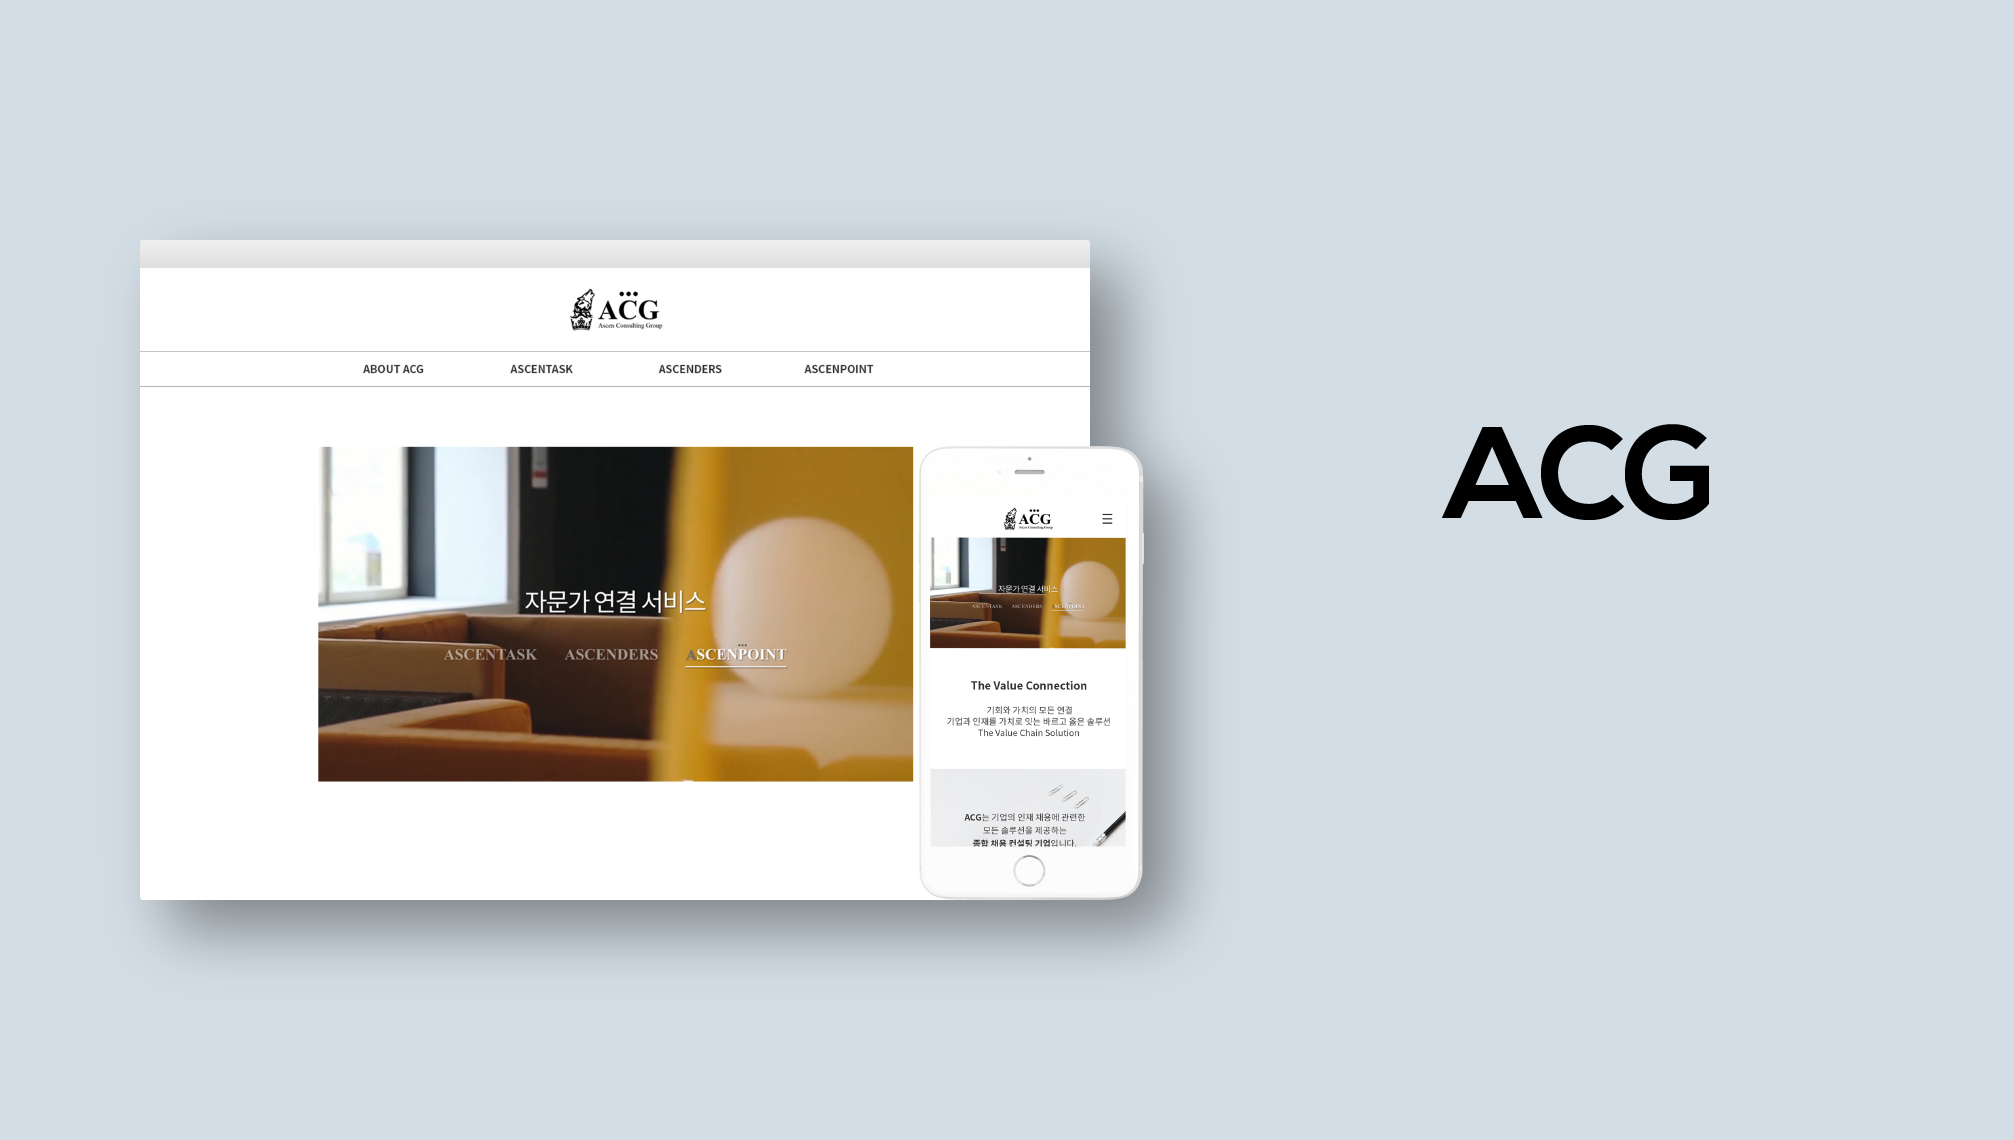 ACG
Ascen Consulting Group
ABOUT ACG
ASCENTASK
ASCENDERS
ASCENPOINT
자문가 연결 서비스
ASCENTASK
ASCENDERS
ASCENPOINT
ACG
Ascen Consulting Group
자문가 연결 서비스
ASCENTASK
ASCENDERS
ASCENPOINT
The Value Connection
기회와 가치의 모든 연결
기업과 인재를 가치로 잇는 바르고 옳은 솔루션
The Value Chain Solution
ACG는 기업의 인재 채용에 관련한
모든 솔루션을 제공하는
종합 채용 컨설팅 기업입니다.
ACG